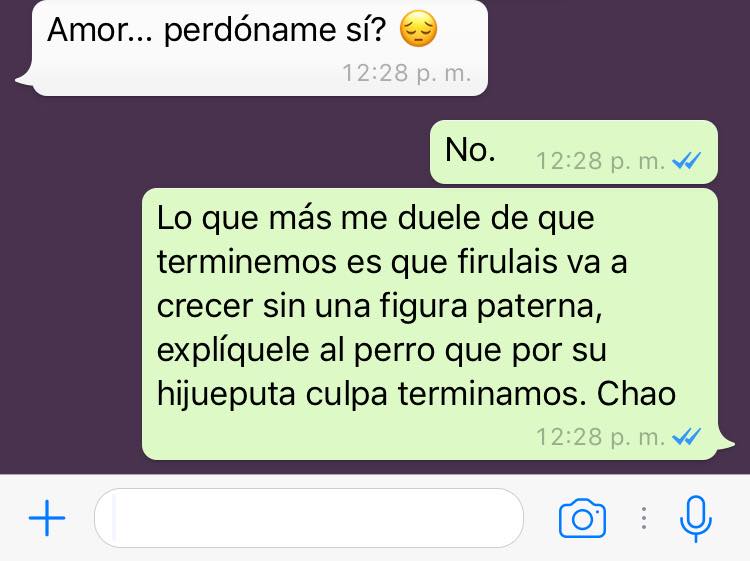 Amor... perdóname sí? 😔
12:28 p. m.
No.
12:28 p. m.
Lo que más me duele de que
terminemos es que firulais va a
crecer sin una figura paterna,
explíquele al perro que por su
hijueputa culpa terminamos. Chao
12:28 p. m.